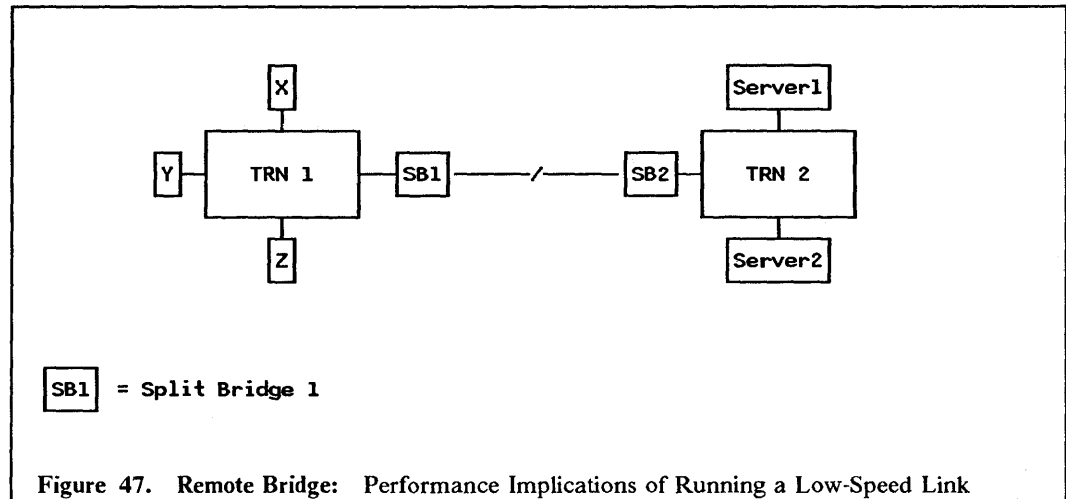 X
Server1
Y
TRN 1
SB1
SB2
TRN 2
Z
Server2
SB1 = Split Bridge 1
Figure 47. Remote Bridge: Performance Implications of Running a Low-Speed Link